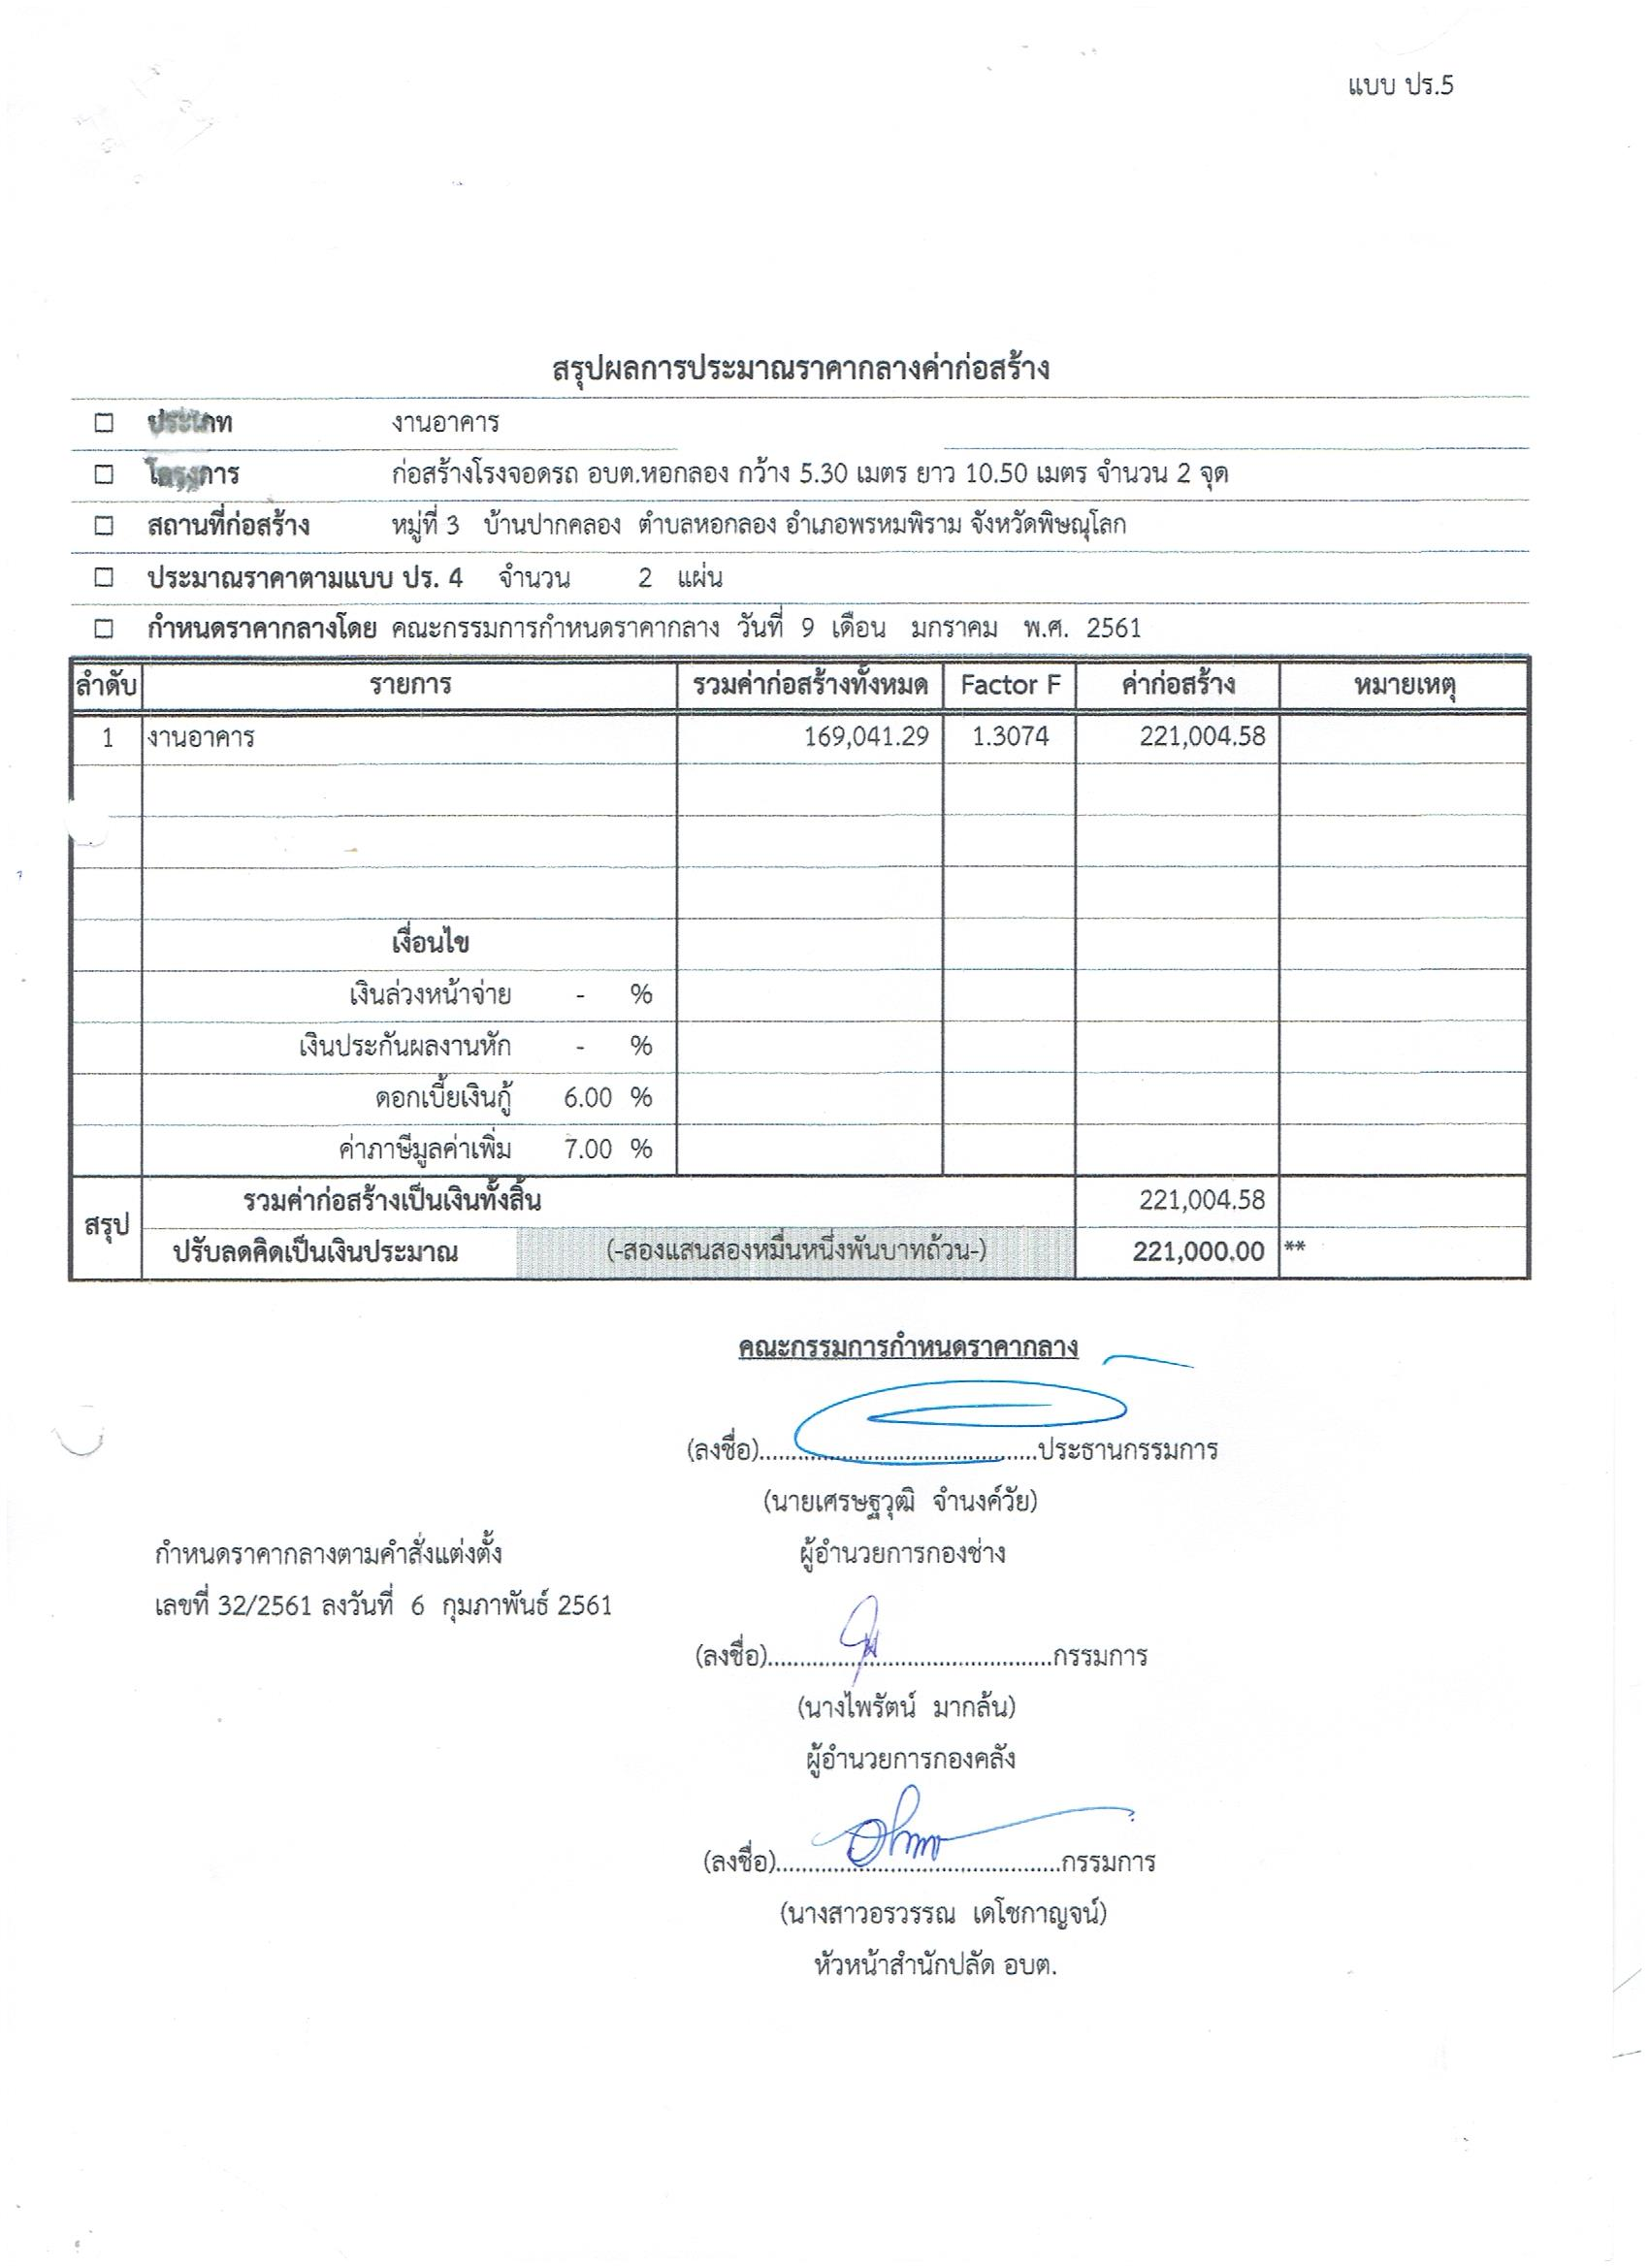 แบบ ปร.5
สรุปผลการประมาณราคากลางค่าก่อสร้าง
☐ ประเภท งานอาคาร
☐ โครงการ ก่อสร้างโรงจอดรถ อบต.หอกลอง กว้าง 5.30 เมตร ยาว 10.50 เมตร จำนวน 2 จุด
☐ สถานที่ก่อสร้าง หมู่ที่ 3 บ้านปากคลอง ตำบลหอกลอง อำเภอพรหมพิราม จังหวัดพิษณุโลก
☐ ประมาณราคาตามแบบ ปร. 4 จำนวน 2 แผ่น
☐ กำหนดราคากลางโดย คณะกรรมการกำหนดราคากลาง วันที่ 9 เดือน มกราคม พ.ศ. 2561
ลำดับ รายการ รวมค่าก่อสร้างทั้งหมด Factor F ค่าก่อสร้าง หมายเหตุ
1 งานอาคาร 169,041.29 1.3074 221,004.58
เงื่อนไข
เงินล่วงหน้าจ่าย - %
เงินประกันผลงานหัก - %
ดอกเบี้ยเงินกู้ 6.00 %
ค่าภาษีมูลค่าเพิ่ม 7.00 %
สรุป รวมค่าก่อสร้างเป็นเงินทั้งสิ้น 221,004.58
ปรับลดคิดเป็นเงินประมาณ (-สองแสนสองหมื่นหนึ่งพันบาทถ้วน-) 221,000.00 **
คณะกรรมการกำหนดราคากลาง
(ลงชื่อ)..........................................ประธานกรรมการ
(นายเศรษฐวุฒิ จำนงค์วัย)
กำหนดราคากลางตามคำสั่งแต่งตั้ง ผู้อำนวยการกองช่าง
เลขที่ 32/2561 ลงวันที่ 6 กุมภาพันธ์ 2561
(ลงชื่อ)..........................................กรรมการ
(นางไพรัตน์ มากล้น)
ผู้อำนวยการกองคลัง
(ลงชื่อ)..........................................กรรมการ
(นางสาวอรวรรณ เดโชกาญจน์)
หัวหน้าสำนักปลัด อบต.